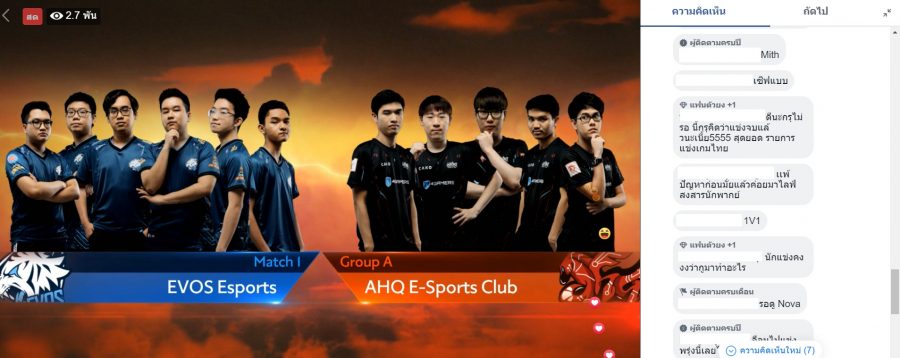 สด
2.7 พัน
Match 1
EVOS Esports
Group A
AHQ E-Sports Club
ความคิดเห็น
ถัดไป
ผู้ติดตามครบปี
Mith
เซิฟแบบ
แฟนตัวยง +1
ดีนะกรุไม่
รอ นี่กรูคิดว่าแข่งจบแล้
วนะเนี้ย5555 สุดยอด รายการ
แข่งเกมไทย
แพ้
ปัญหาก่อนมั้ยแล้วค่อยมาไลฟ์
สงสารนักพากย์
1V1
แฟนตัวยง +1
นักแข่งคง
งงว่ากูมาทำอะไร
ผู้ติดตามครบเดือน
รอดู Nova
ผู้ติดตามครบปี
พรุ่งนี้เลย
ความคิดเห็นใหม่ (7)